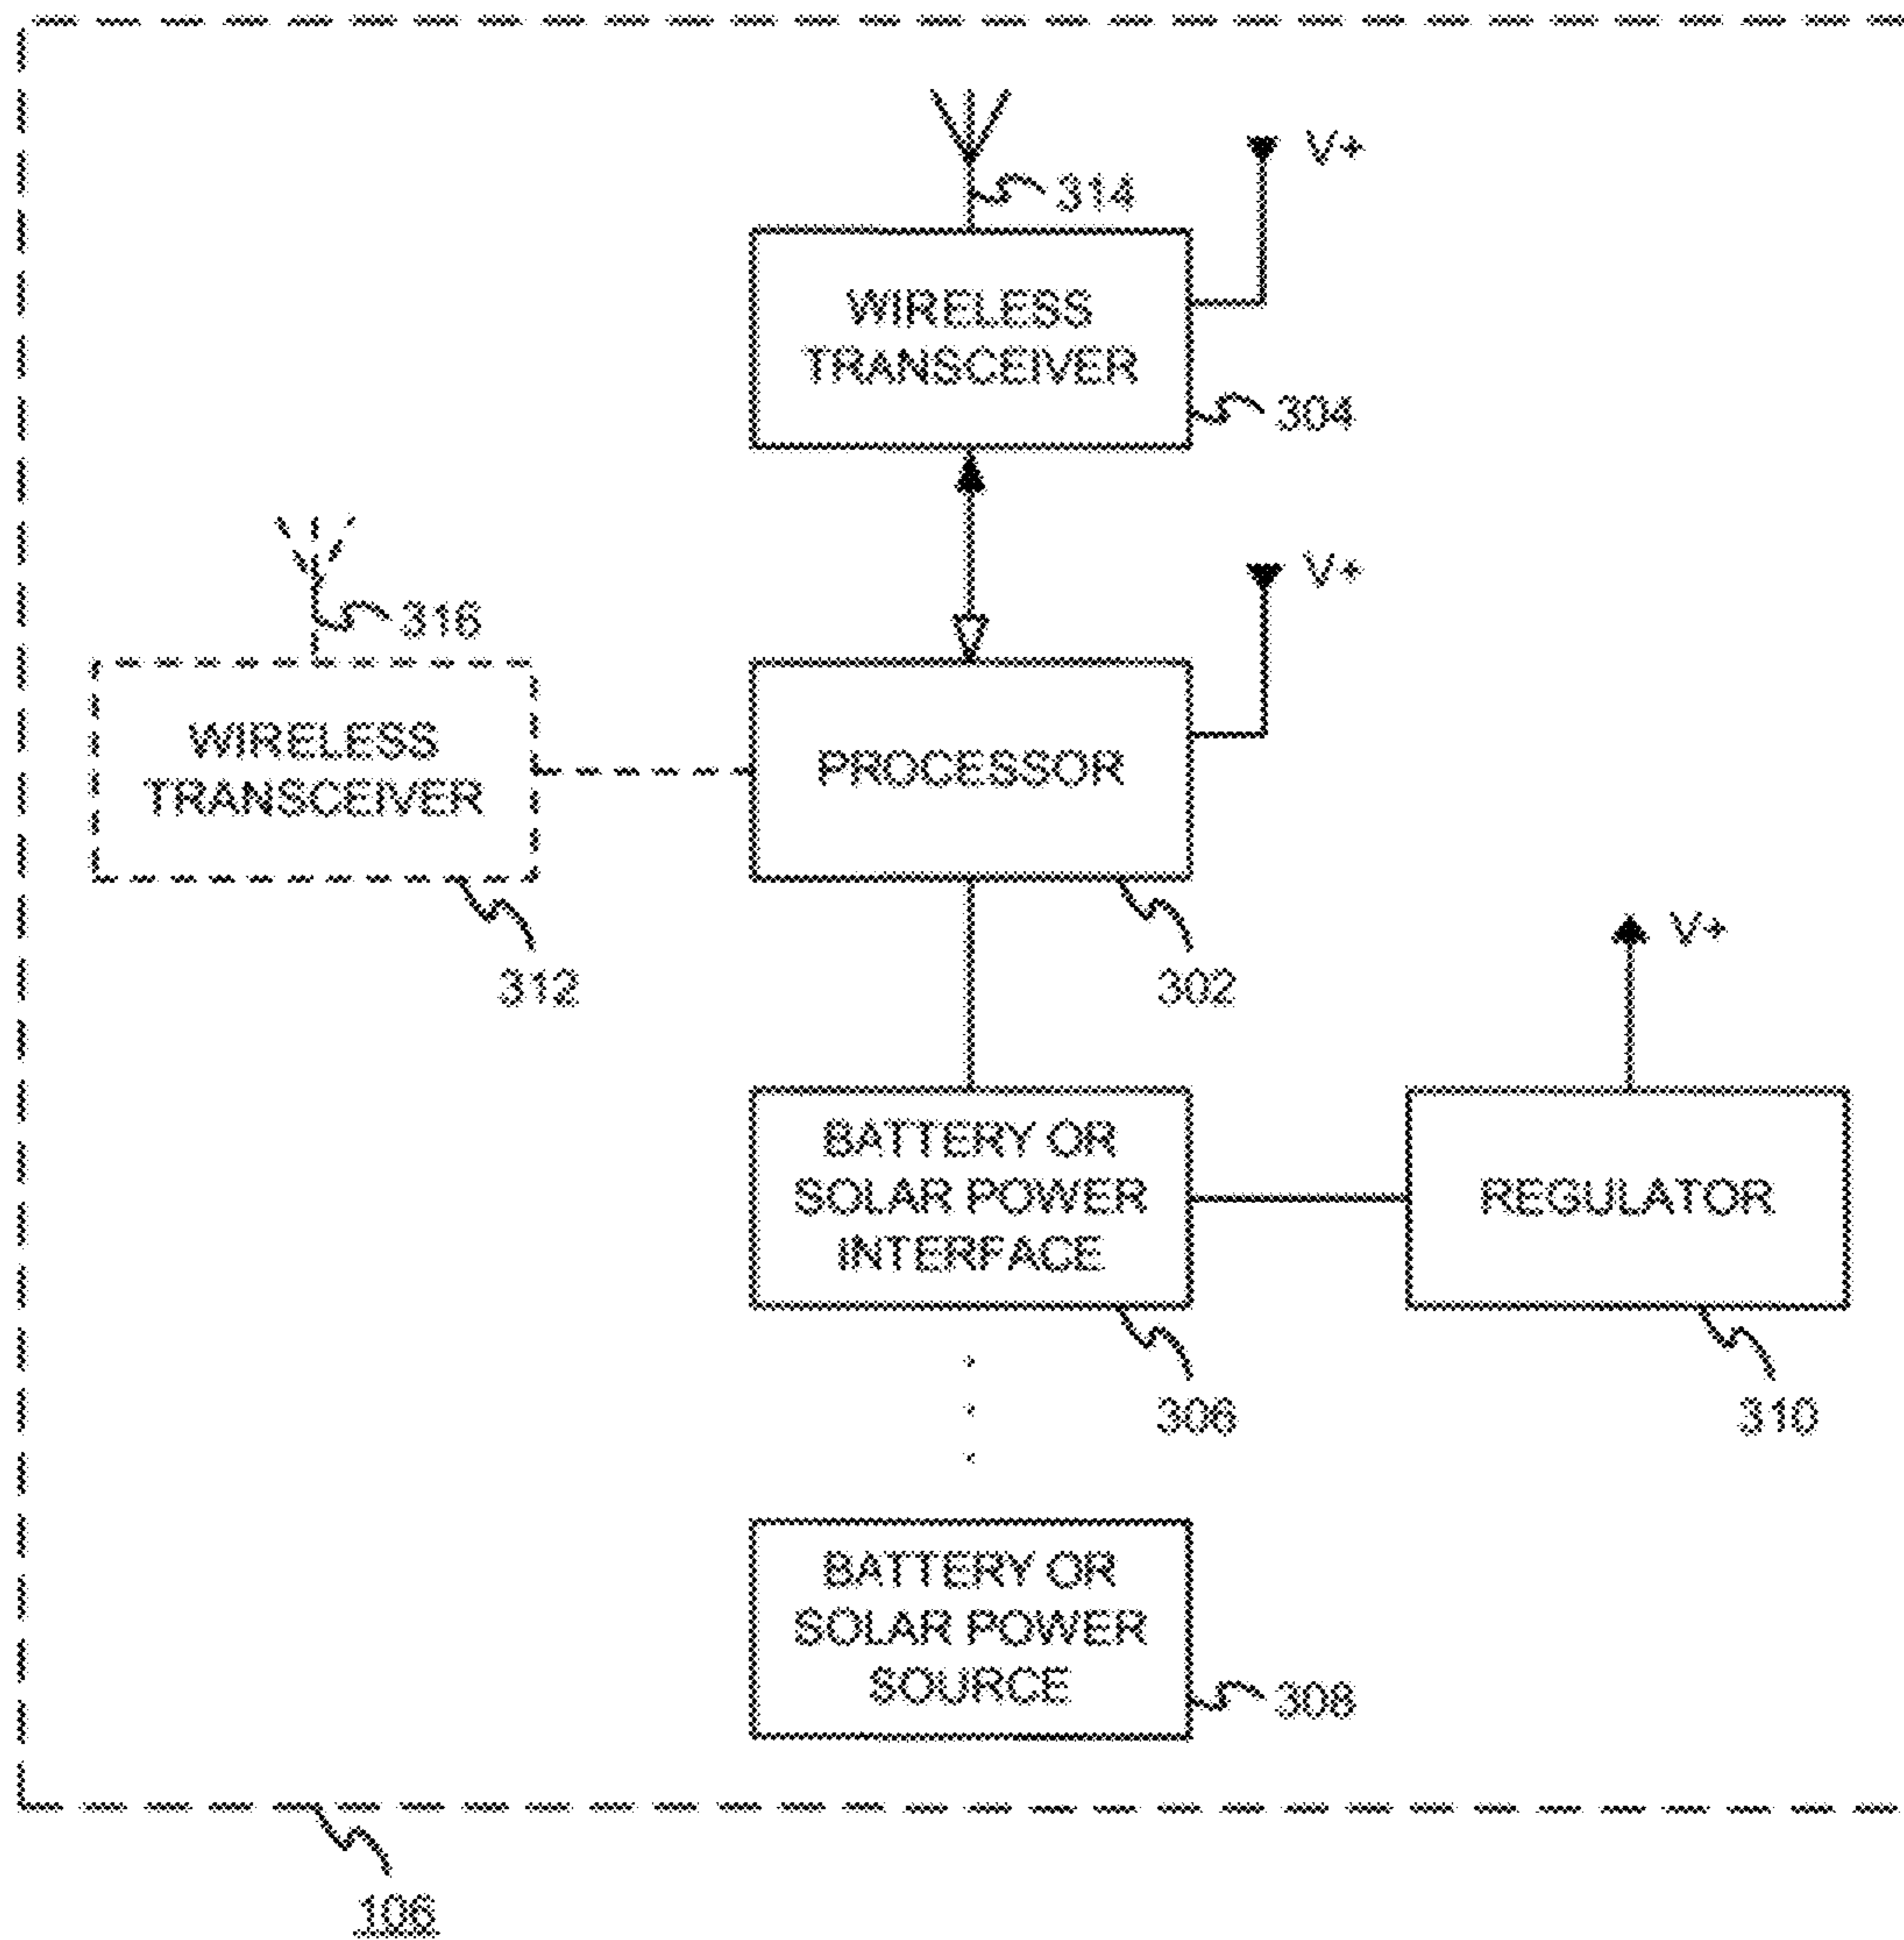 V+
314
WIRELESS
TRANSCEIVER
304
V+
316
WIRELESS
TRANSCEIVER
PROCESSOR
V+
312
302
BATTERY OR
SOLAR POWER
INTERFACE
REGULATOR
306
310
BATTERY OR
SOLAR POWER
SOURCE
308
106